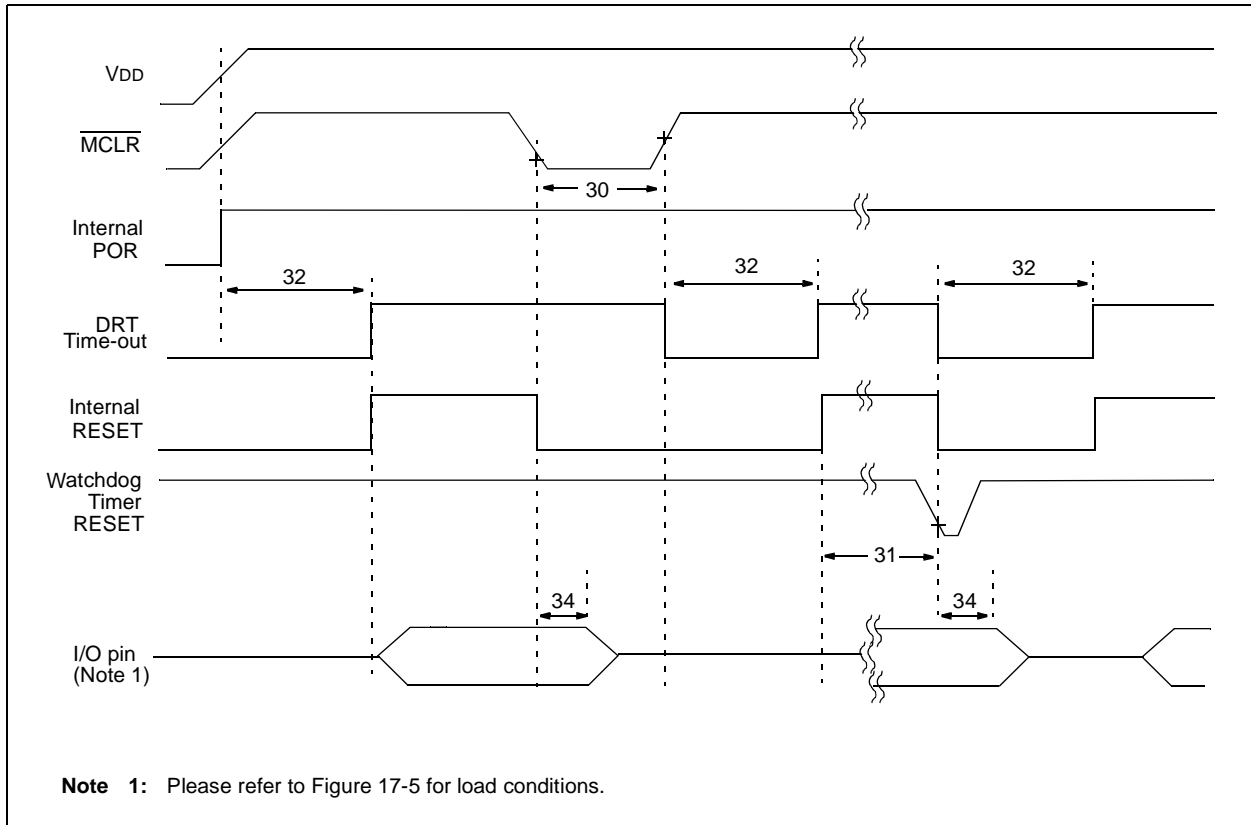 VDD
MCLR
30
Internal
POR
32
32
32
DRT
Time-out
Internal
RESET
Watchdog
Timer
RESET
31
34
34
I/O pin
(Note 1)
Note 1: Please refer to Figure 17-5 for load conditions.